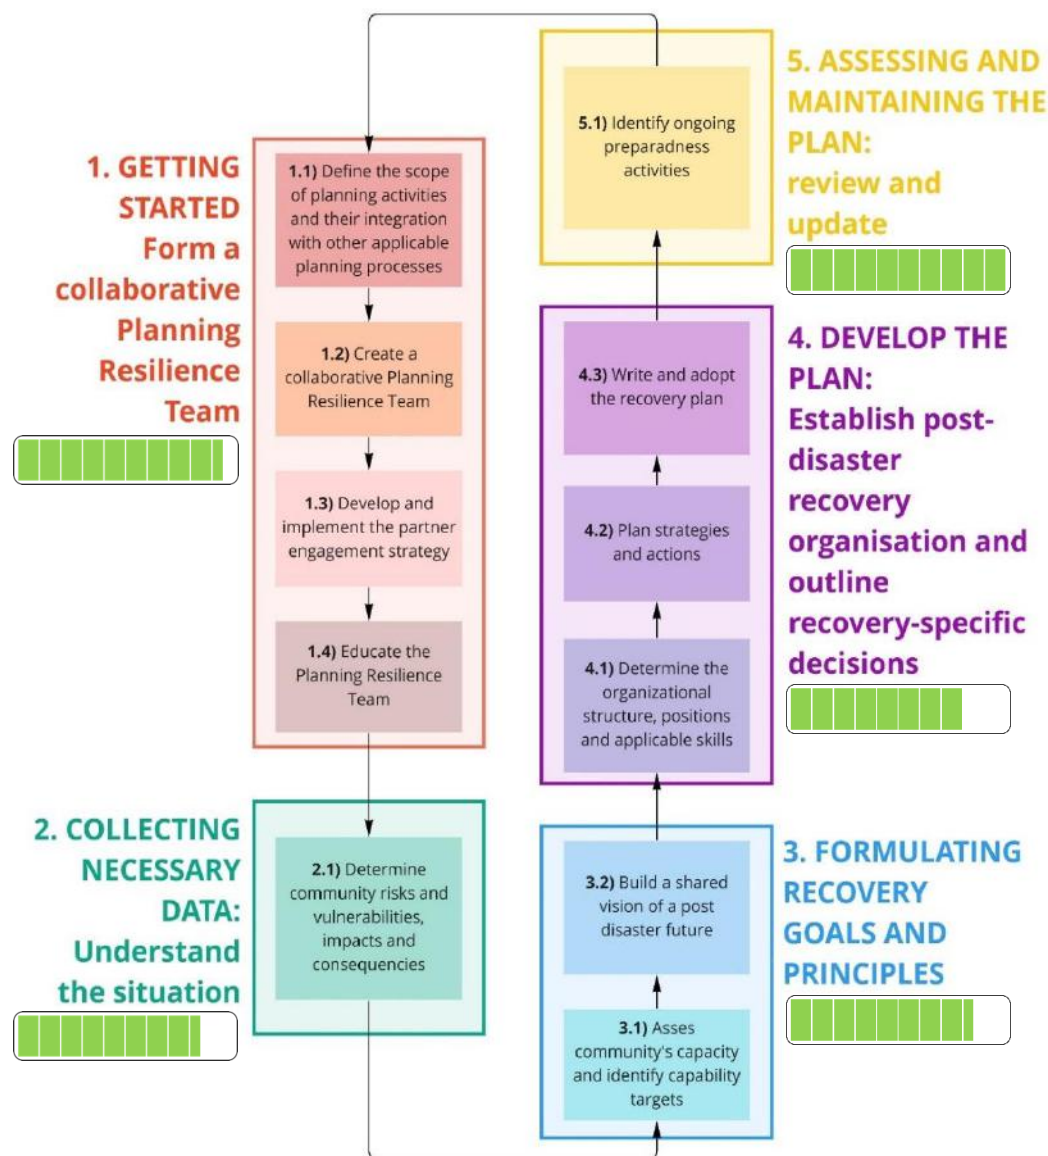 1. GETTING
STARTED
Form a
collaborative
Planning
Resilience
Team
1.1) Define the scope
of planning activities
and their integration
with other applicable
planning processes
1.2) Create a
collaborative Planning
Resilience Team
1.3) Develop and
implement the partner
engagement strategy
1.4) Educate the
Planning Resilience
Team
2. COLLECTING
NECESSARY
DATA:
Understand
the situation
2.1) Determine
community risks and
vulnerabilities,
impacts and
consequencies
3. FORMULATING
RECOVERY
GOALS AND
PRINCIPLES
3.2) Build a shared
vision of a post
disaster future
3.1) Asses
community's capacity
and identify capability
targets
4. DEVELOP THE
PLAN:
Establish post-
disaster
recovery
organisation and
outline
recovery-specific
decisions
4.3) Write and adopt
the recovery plan
4.2) Plan strategies
and actions
4.1) Determine the
organizational
structure, positions
and applicable skills
5. ASSESSING AND
MAINTAINING THE
PLAN:
review and
update
5.1) Identify ongoing
preparadness
activities